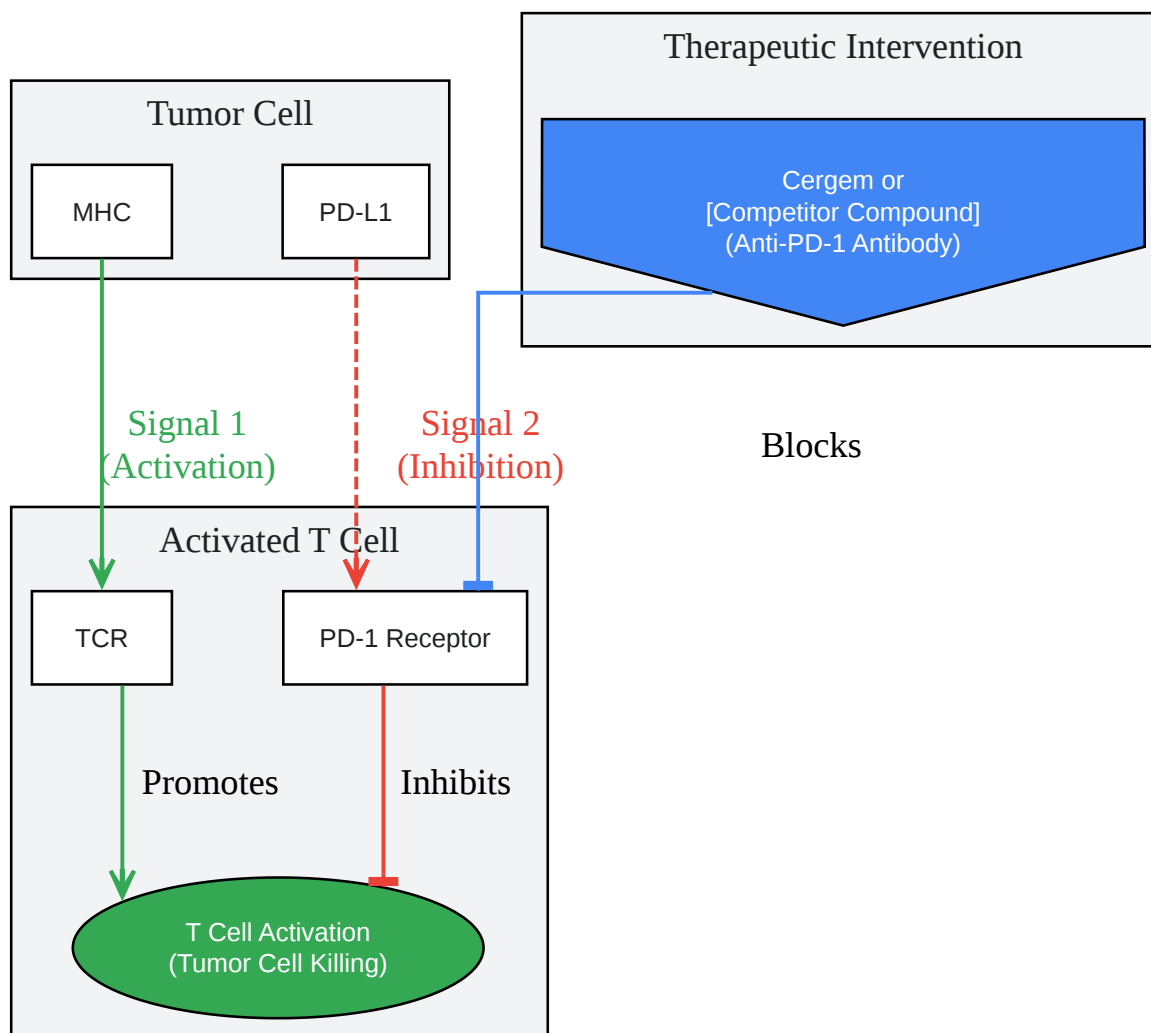 Therapeutic Intervention
Tumor Cell
MHC
PD-L1
Cergem or
[Competitor Compound]
(Anti-PD-1 Antibody)
Signal 1
(Activation)
Signal 2
(Inhibition)
Blocks
Activated T Cell
TCR
PD-1 Receptor
Promotes
Inhibits
T Cell Activation
(Tumor Cell Killing)